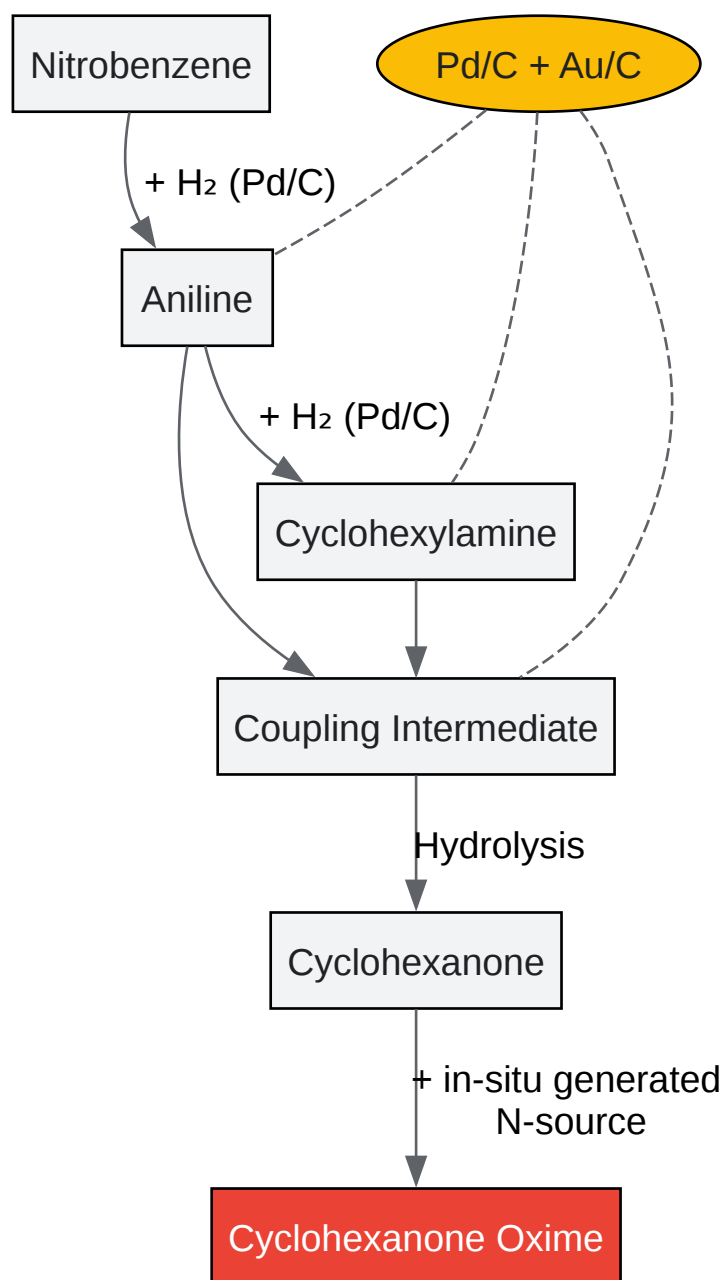 Nitrobenzene
Pd/C + Au/C
+ H₂ (Pd/C)
Aniline
+ H₂ (Pd/C)
Cyclohexylamine
Coupling Intermediate
Hydrolysis
Cyclohexanone
+ in-situ generated
N-source
Cyclohexanone Oxime